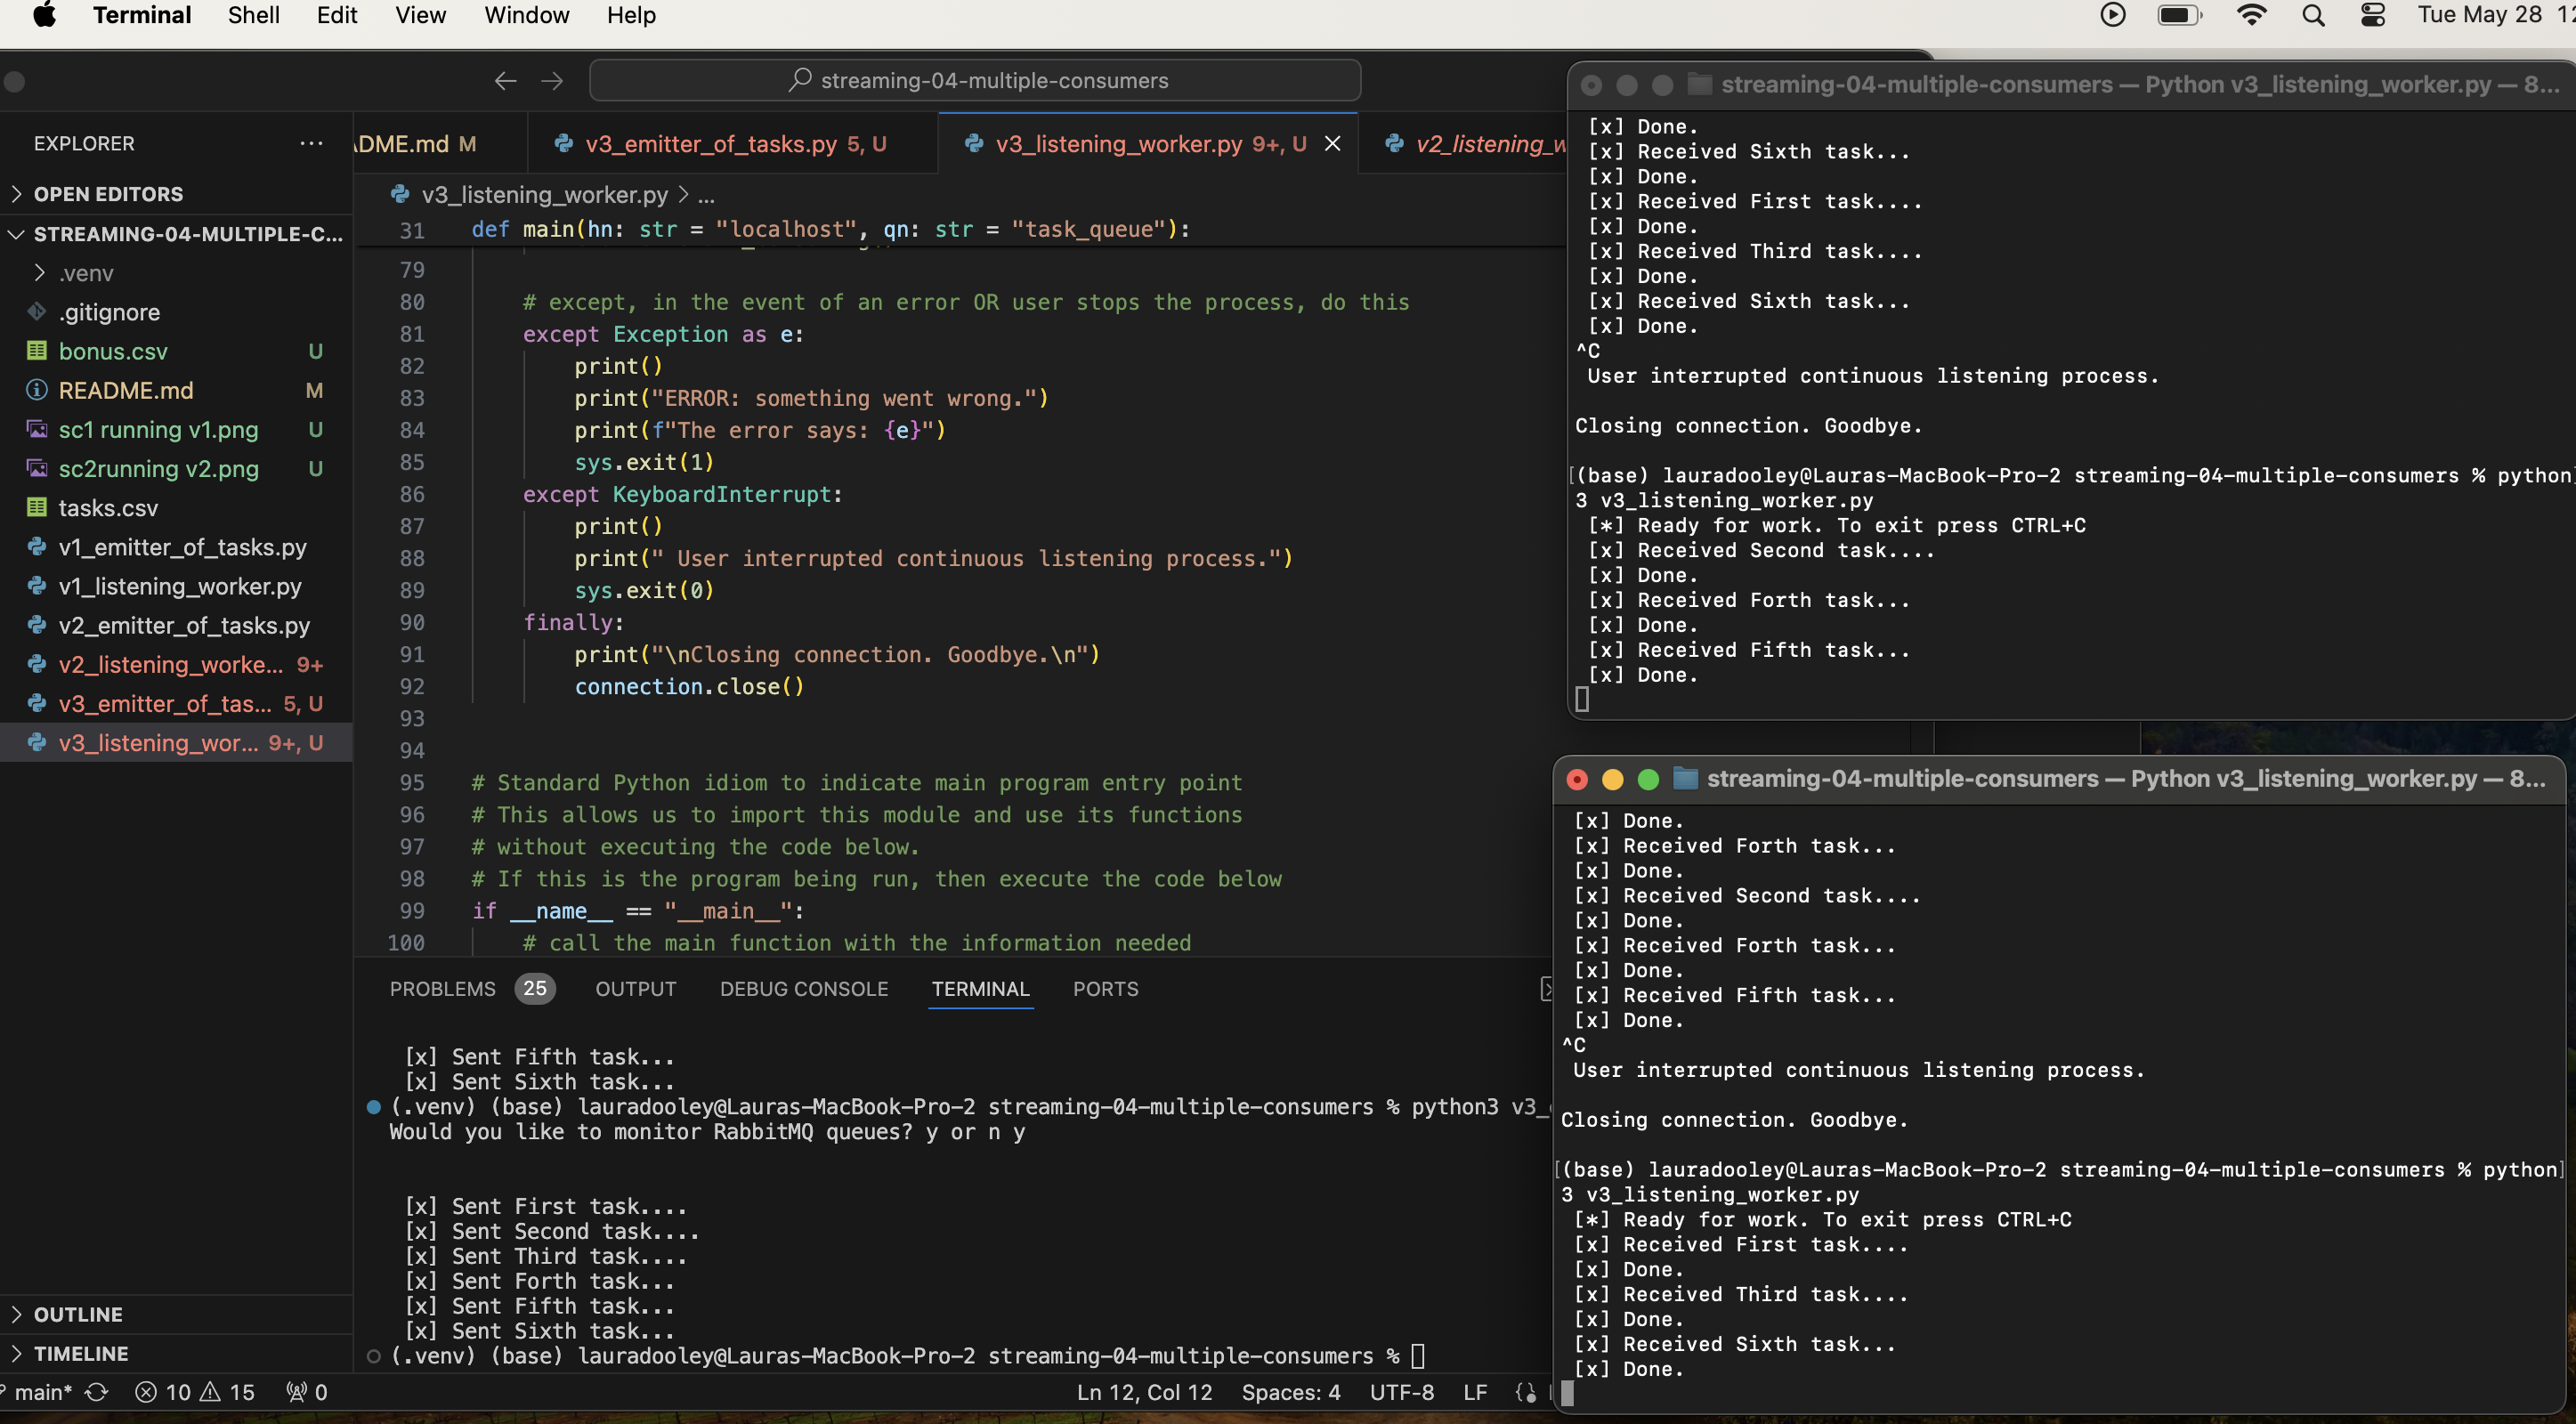 Terminal Shell Edit View Window Help Tue May 28
streaming-04-multiple-consumers
EXPLORER ...
OPEN EDITORS
STREAMING-04-MULTIPLE-C...
.venv
.gitignore
bonus.csv U
README.md M
sc1 running v1.png U
sc2running v2.png U
tasks.csv
v1_emitter_of_tasks.py
v1_listening_worker.py
v2_emitter_of_tasks.py
v2_listening_worke... 9+
v3_emitter_of_tas... 5, U
v3_listening_wor... 9+, U
OUTLINE
TIMELINE
DME.md M v3_emitter_of_tasks.py 5, U v3_listening_worker.py 9+, U v2_listening_w
v3_listening_worker.py > ...
31 def main(hn: str = "localhost", qn: str = "task_queue"):
79
80 # except, in the event of an error OR user stops the process, do this
81 except Exception as e:
82 print()
83 print("ERROR: something went wrong.")
84 print(f"The error says: {e}")
85 sys.exit(1)
86 except KeyboardInterrupt:
87 print()
88 print(" User interrupted continuous listening process.")
89 sys.exit(0)
90 finally:
91 print("\nClosing connection. Goodbye.\n")
92 connection.close()
93
94
95 # Standard Python idiom to indicate main program entry point
96 # This allows us to import this module and use its functions
97 # without executing the code below.
98 # If this is the program being run, then execute the code below
99 if __name__ == "__main__":
100 # call the main function with the information needed
PROBLEMS 25 OUTPUT DEBUG CONSOLE TERMINAL PORTS
[x] Sent Fifth task...
[x] Sent Sixth task...
(.venv) (base) lauradooley@Lauras-MacBook-Pro-2 streaming-04-multiple-consumers % python3 v3_
Would you like to monitor RabbitMQ queues? y or n y
[x] Sent First task....
[x] Sent Second task....
[x] Sent Third task....
[x] Sent Forth task...
[x] Sent Fifth task...
[x] Sent Sixth task...
(.venv) (base) lauradooley@Lauras-MacBook-Pro-2 streaming-04-multiple-consumers %
main* 10 15 0 Ln 12, Col 12 Spaces: 4 UTF-8 LF
streaming-04-multiple-consumers — Python v3_listening_worker.py — 8...
[x] Done.
[x] Received Sixth task...
[x] Done.
[x] Received First task....
[x] Done.
[x] Received Third task....
[x] Done.
[x] Received Sixth task...
[x] Done.
^C
User interrupted continuous listening process.
Closing connection. Goodbye.
[(base) lauradooley@Lauras-MacBook-Pro-2 streaming-04-multiple-consumers % python]
3 v3_listening_worker.py
[*] Ready for work. To exit press CTRL+C
[x] Received Second task....
[x] Done.
[x] Received Forth task...
[x] Done.
[x] Received Fifth task...
[x] Done.
streaming-04-multiple-consumers — Python v3_listening_worker.py — 8...
[x] Done.
[x] Received Forth task...
[x] Done.
[x] Received Second task....
[x] Done.
[x] Received Forth task...
[x] Done.
[x] Received Fifth task...
[x] Done.
^C
User interrupted continuous listening process.
Closing connection. Goodbye.
[(base) lauradooley@Lauras-MacBook-Pro-2 streaming-04-multiple-consumers % python]
3 v3_listening_worker.py
[*] Ready for work. To exit press CTRL+C
[x] Received First task....
[x] Done.
[x] Received Third task....
[x] Done.
[x] Received Sixth task...
[x] Done.